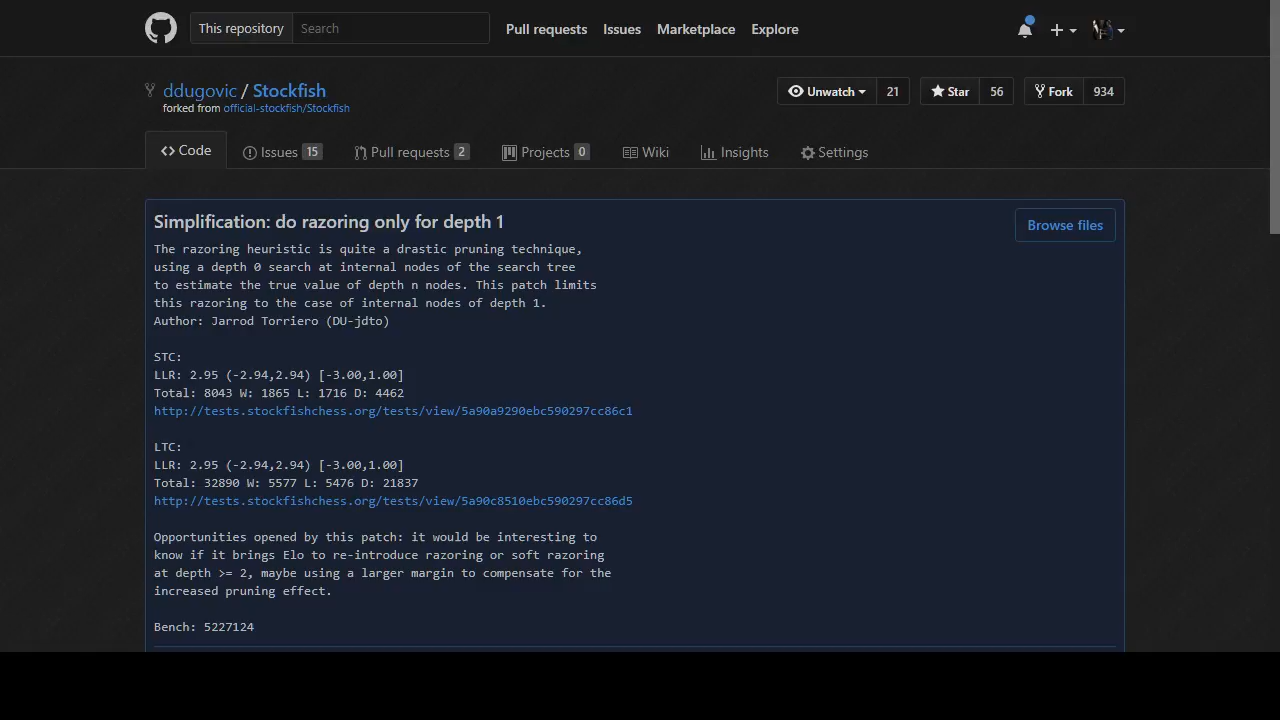 This repository Search Pull requests Issues Marketplace Explore
ddugovic / Stockfish
forked from official-stockfish/Stockfish
Unwatch 21 Star 56 Fork 934
Code Issues 15 Pull requests 2 Projects 0 Wiki Insights Settings
Simplification: do razoring only for depth 1
Browse files
The razoring heuristic is quite a drastic pruning technique,
using a depth 0 search at internal nodes of the search tree
to estimate the true value of depth n nodes. This patch limits
this razoring to the case of internal nodes of depth 1.
Author: Jarrod Torriero (DU-jdto)
STC:
LLR: 2.95 (-2.94,2.94) [-3.00,1.00]
Total: 8043 W: 1865 L: 1716 D: 4462
http://tests.stockfishchess.org/tests/view/5a90a9290ebc590297cc86c1
LTC:
LLR: 2.95 (-2.94,2.94) [-3.00,1.00]
Total: 32890 W: 5577 L: 5476 D: 21837
http://tests.stockfishchess.org/tests/view/5a90c8510ebc590297cc86d5
Opportunities opened by this patch: it would be interesting to
know if it brings Elo to re-introduce razoring or soft razoring
at depth >= 2, maybe using a larger margin to compensate for the
increased pruning effect.
Bench: 5227124